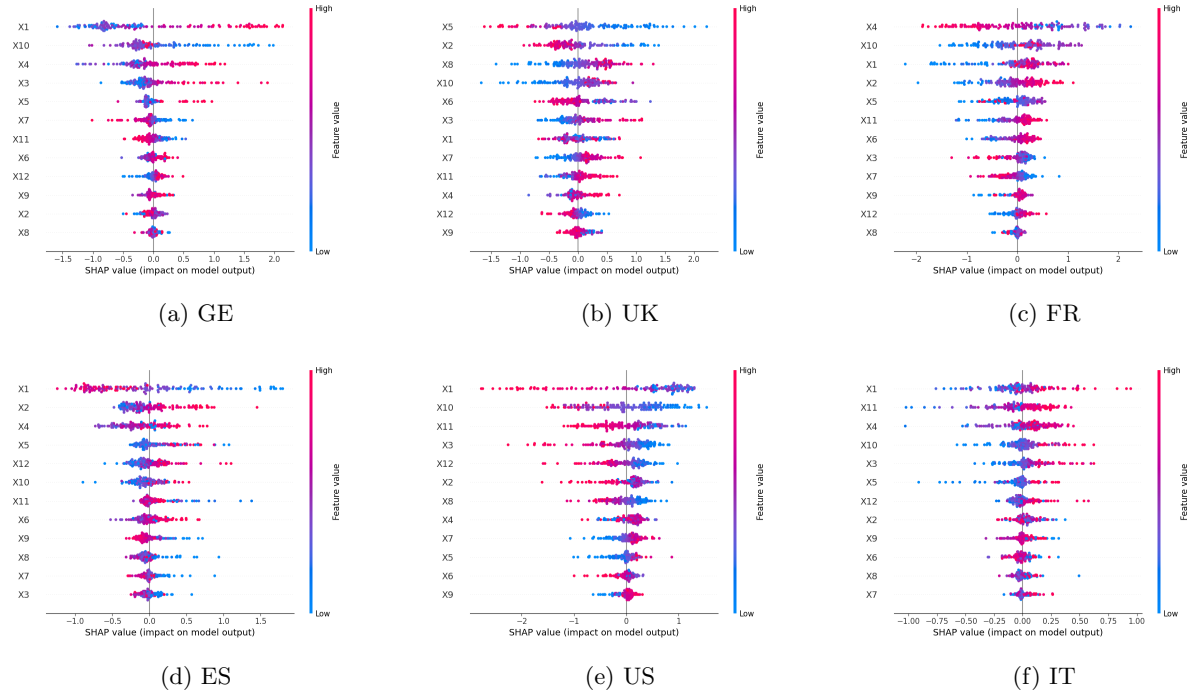 High
X1
X10
X4
X3
X5
X7
X11
X6
X12
X9
X2
X8
Feature value
Low
−1.5 −1.0 −0.5 0.0 0.5 1.0 1.5 2.0
SHAP value (impact on model output)
(a) GE
High
X5
X2
X8
X10
X6
X3
X1
X7
X11
X4
X12
X9
Feature value
Low
−1.5 −1.0 −0.5 0.0 0.5 1.0 1.5 2.0
SHAP value (impact on model output)
(b) UK
High
X4
X10
X1
X2
X5
X11
X6
X3
X7
X9
X12
X8
Feature value
Low
−2 −1 0 1 2
SHAP value (impact on model output)
(c) FR
High
X1
X2
X4
X5
X12
X10
X11
X6
X9
X8
X7
X3
Feature value
Low
−1.0 −0.5 0.0 0.5 1.0 1.5
SHAP value (impact on model output)
(d) ES
High
X1
X10
X11
X3
X12
X2
X8
X4
X7
X5
X6
X9
Feature value
Low
−2 −1 0 1
SHAP value (impact on model output)
(e) US
High
X1
X11
X4
X10
X3
X5
X12
X2
X9
X6
X8
X7
Feature value
Low
−1.00 −0.75 −0.50 −0.25 0.00 0.25 0.50 0.75 1.00
SHAP value (impact on model output)
(f) IT